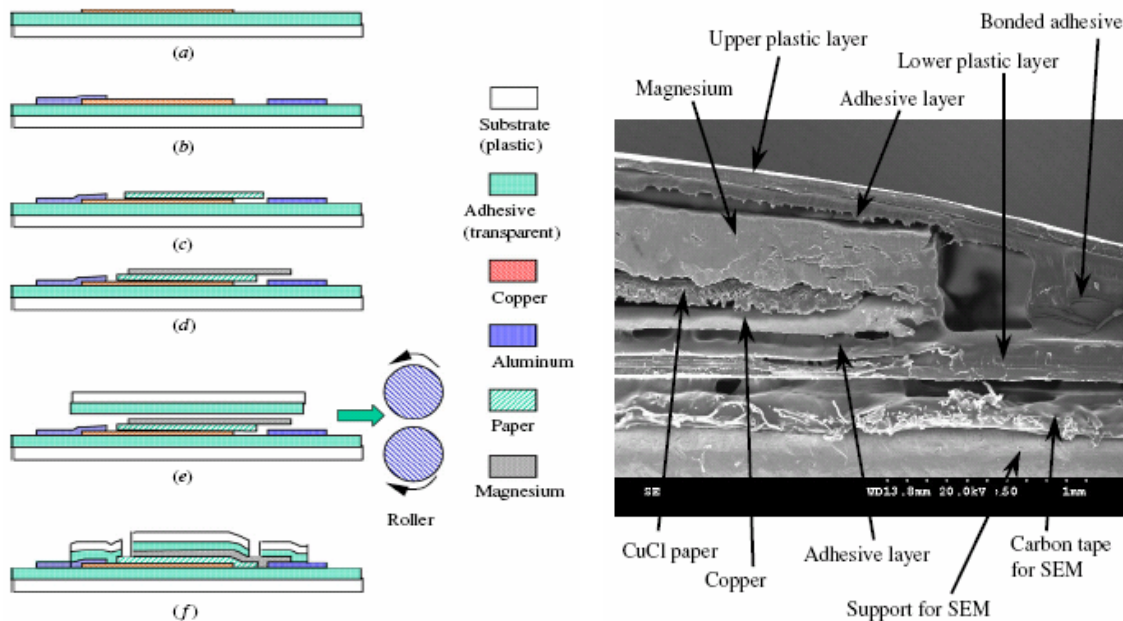 (a)
(b)
(c)
(d)
(e)
(f)
Substrate
(plastic)
Adhesive
(transparent)
Copper
Aluminum
Paper
Magnesium
Roller
Upper plastic layer
Bonded adhesive
Lower plastic layer
Magnesium
Adhesive layer
SE
WD13.8mm 20.0kV x50 1mm
CuCl paper
Copper
Adhesive layer
Carbon tape
for SEM
Support for SEM